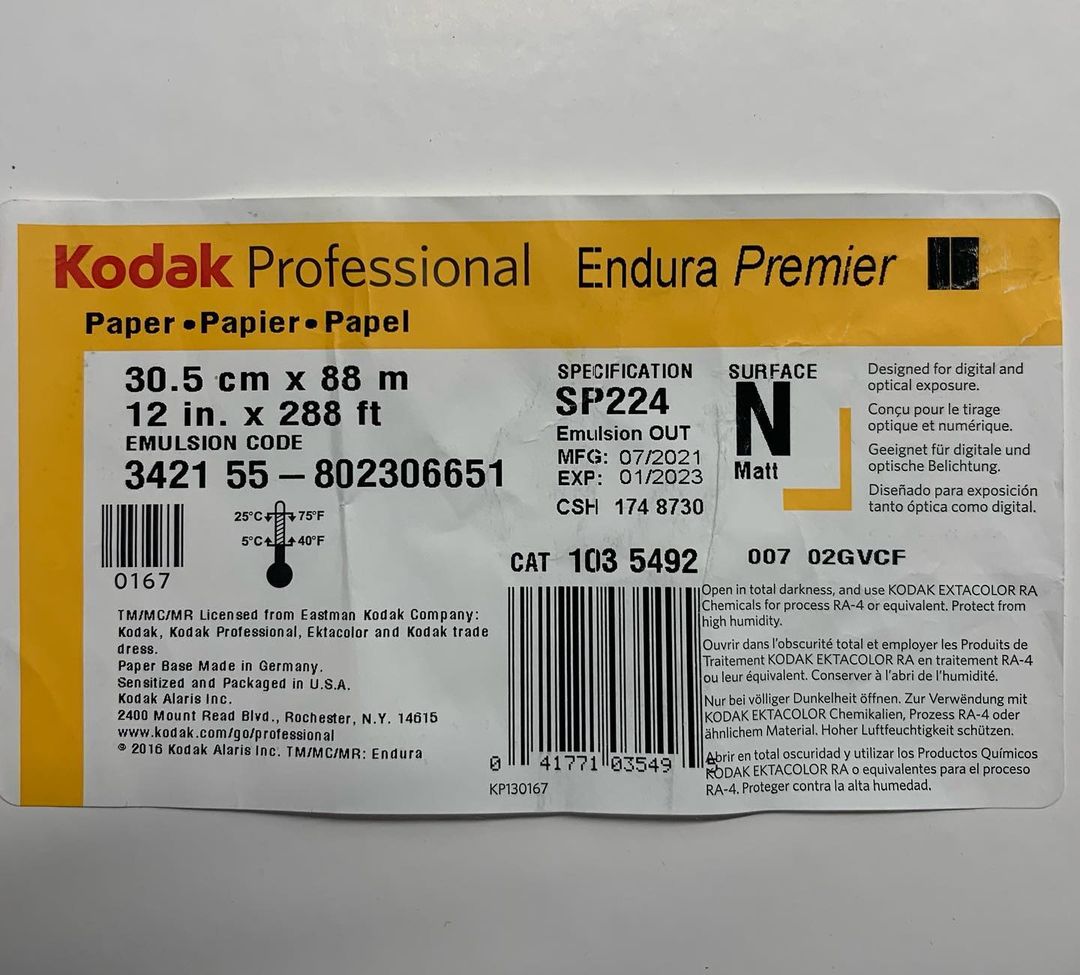 Kodak Professional Endura Premier
Paper • Papier • Papel
30.5 cm x 88 m
12 in. x 288 ft
EMULSION CODE
3421 55 – 802306651
0167
25°C 75°F
5°C 40°F
SPECIFICATION
SP224
Emulsion OUT
MFG: 07/2021
EXP: 01/2023
CSH 174 8730
SURFACE
N
Matt
Designed for digital and
optical exposure.
Conçu pour le tirage
optique et numérique.
Geeignet für digitale und
optische Belichtung.
Diseñado para exposición
tanto óptica como digital.
CAT 103 5492
007 02GVCF
TM/MC/MR Licensed from Eastman Kodak Company:
Kodak, Kodak Professional, Ektacolor and Kodak trade
dress.
Paper Base Made in Germany.
Sensitized and Packaged in U.S.A.
Kodak Alaris Inc.
2400 Mount Read Blvd., Rochester, N.Y. 14615
www.kodak.com/go/professional
© 2016 Kodak Alaris Inc. TM/MC/MR: Endura
0 41771 03549 5
KP130167
Open in total darkness, and use KODAK EXTACOLOR RA
Chemicals for process RA-4 or equivalent. Protect from
high humidity.
Ouvrir dans l'obscurité total et employer les Produits de
Traitement KODAK EKTACOLOR RA en traitement RA-4
ou leur équivalent. Conserver à l'abri de l'humidité.
Nur bei völliger Dunkelheit öffnen. Zur Verwëndung mit
KODAK EKTACOLOR Chemikalien, Prozess RA-4 oder
ähnlichem Material. Hoher Luftfeuchtigkeit schützen.
Abrir en total oscuridad y utilizar los Productos Químicos
KODAK EKTACOLOR RA o equivalentes para el proceso
RA-4. Proteger contra la alta humedad.